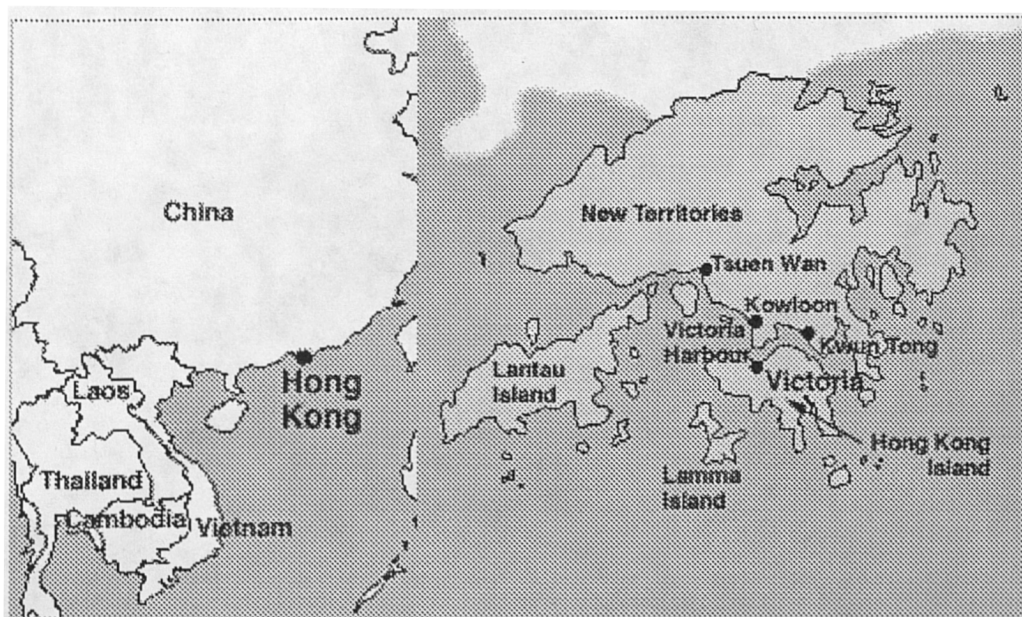 China
Hong
Kong
Laos
Thailand
Cambodia
Vietnam
New Territories
Tsuen Wan
Kowloon
Victoria
Harbour
Kwun Tong
Victoria
Lantau
Island
Hong Kong
Island
Lamma
Island